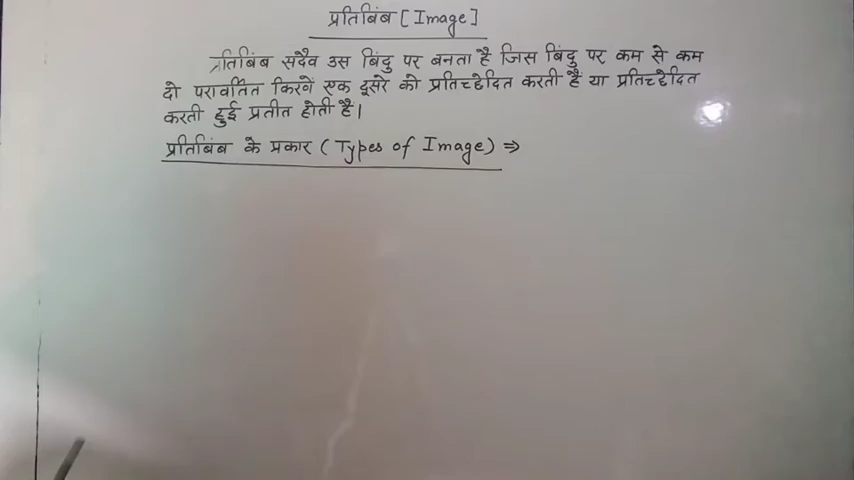 प्रतिबिंब [Image]
प्रतिबिंब सदैव उस बिंदु पर बनता है जिस बिंदु पर कम से कम
दो परावर्तित किरणें एक दूसरे को प्रतिच्छेदित करती हैं या प्रतिच्छेदित
करती हुई प्रतीत होती है।
प्रतिबिंब के प्रकार (Types of Image) ⇒